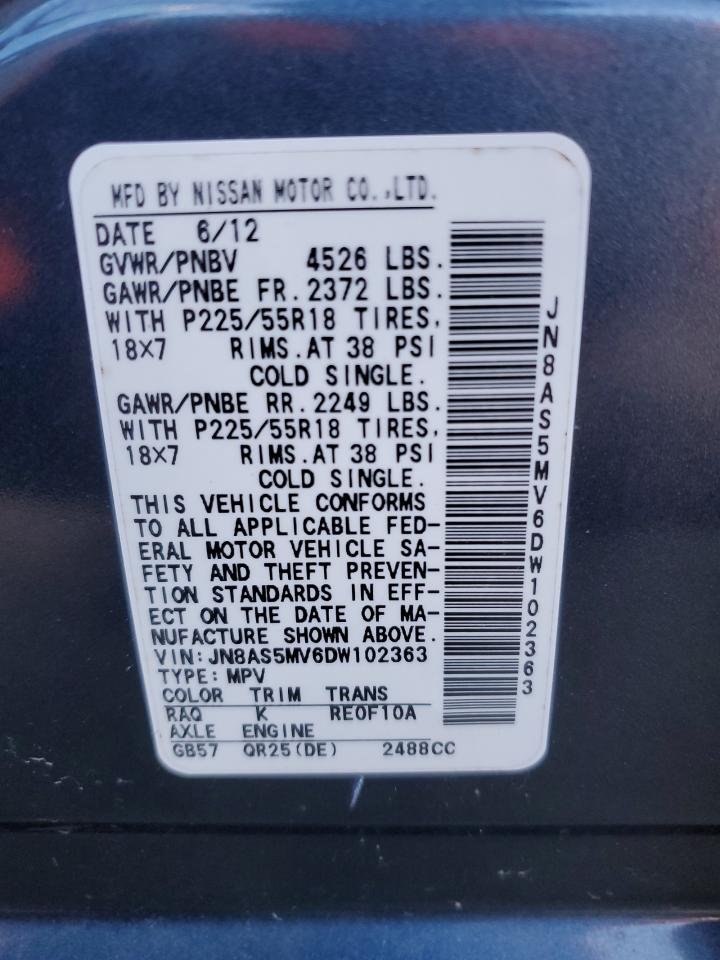 MFD BY NISSAN MOTOR CO.,LTD.
DATE 6/12
GVWR/PNBV 4526 LBS.
GAWR/PNBE FR. 2372 LBS.
WITH P225/55R18 TIRES,
18X7 RIMS.AT 38 PSI
COLD SINGLE.
GAWR/PNBE RR. 2249 LBS.
WITH P225/55R18 TIRES,
18X7 RIMS.AT 38 PSI
COLD SINGLE.
THIS VEHICLE CONFORMS
TO ALL APPLICABLE FED-
ERAL MOTOR VEHICLE SA-
FETY AND THEFT PREVEN-
TION STANDARDS IN EFF-
ECT ON THE DATE OF MA-
NUFACTURE SHOWN ABOVE.
VIN:JN8AS5MV6DW102363
TYPE:MPV
COLOR TRIM TRANS
RAQ K RE0F10A
AXLE ENGINE
GB57 QR25(DE) 2488CC
JN8AS5MV6DW102363